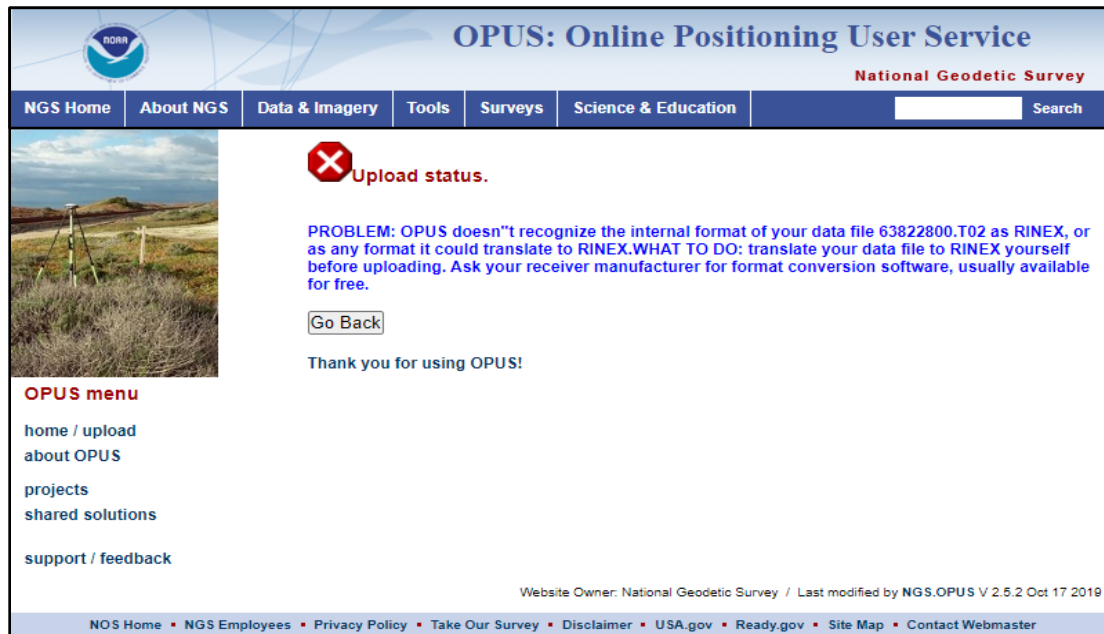 NOAA
OPUS: Online Positioning User Service
National Geodetic Survey
NGS Home About NGS Data & Imagery Tools Surveys Science & Education Search
Upload status.
PROBLEM: OPUS doesn"t recognize the internal format of your data file 63822800.T02 as RINEX, or
as any format it could translate to RINEX.WHAT TO DO: translate your data file to RINEX yourself
before uploading. Ask your receiver manufacturer for format conversion software, usually available
for free.
Go Back
Thank you for using OPUS!
OPUS menu
home / upload
about OPUS
projects
shared solutions
support / feedback
Website Owner: National Geodetic Survey / Last modified by NGS.OPUS V 2.5.2 Oct 17 2019
NOS Home ▪ NGS Employees ▪ Privacy Policy ▪ Take Our Survey ▪ Disclaimer ▪ USA.gov ▪ Ready.gov ▪ Site Map ▪ Contact Webmaster